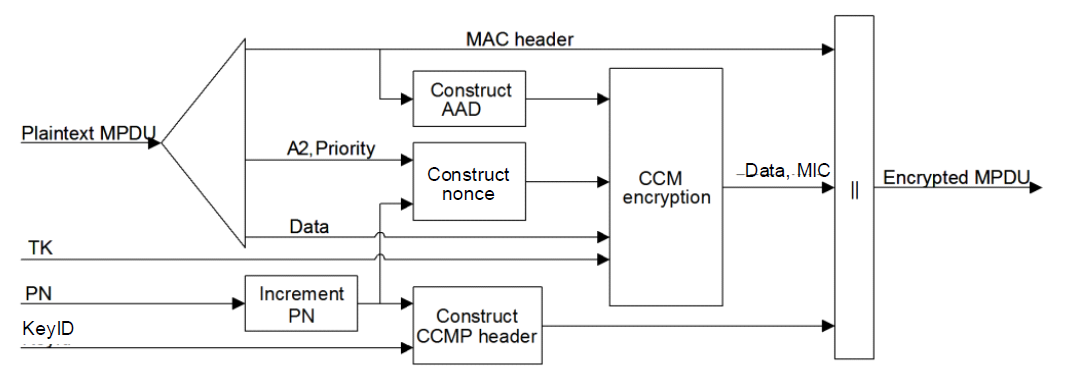 MAC header
Construct
AAD
Plaintext MPDU
A2,Priority
Construct
nonce
CCM
encryption
Data, MIC
||
Encrypted MPDU
Data
TK
PN
Increment
PN
Construct
CCMP header
KeyID